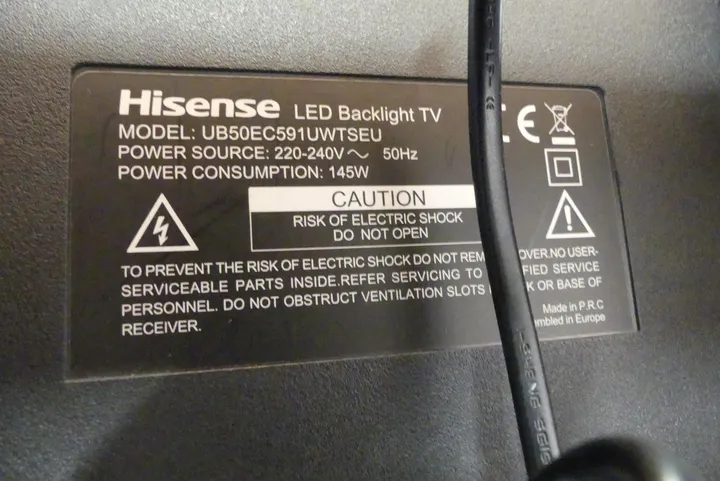 Hisense LED Backlight TV
MODEL: UB50EC591UWTSEU
POWER SOURCE: 220-240V~ 50Hz
POWER CONSUMPTION: 145W
CAUTION
RISK OF ELECTRIC SHOCK
DO NOT OPEN
TO PREVENT THE RISK OF ELECTRIC SHOCK DO NOT REM OVER.NO USER-
SERVICEABLE PARTS INSIDE.REFER SERVICING TO FIED SERVICE
PERSONNEL. DO NOT OBSTRUCT VENTILATION SLOTS K OR BASE OF
RECEIVER.
Made in P.R.C
mbled in Europe
CE